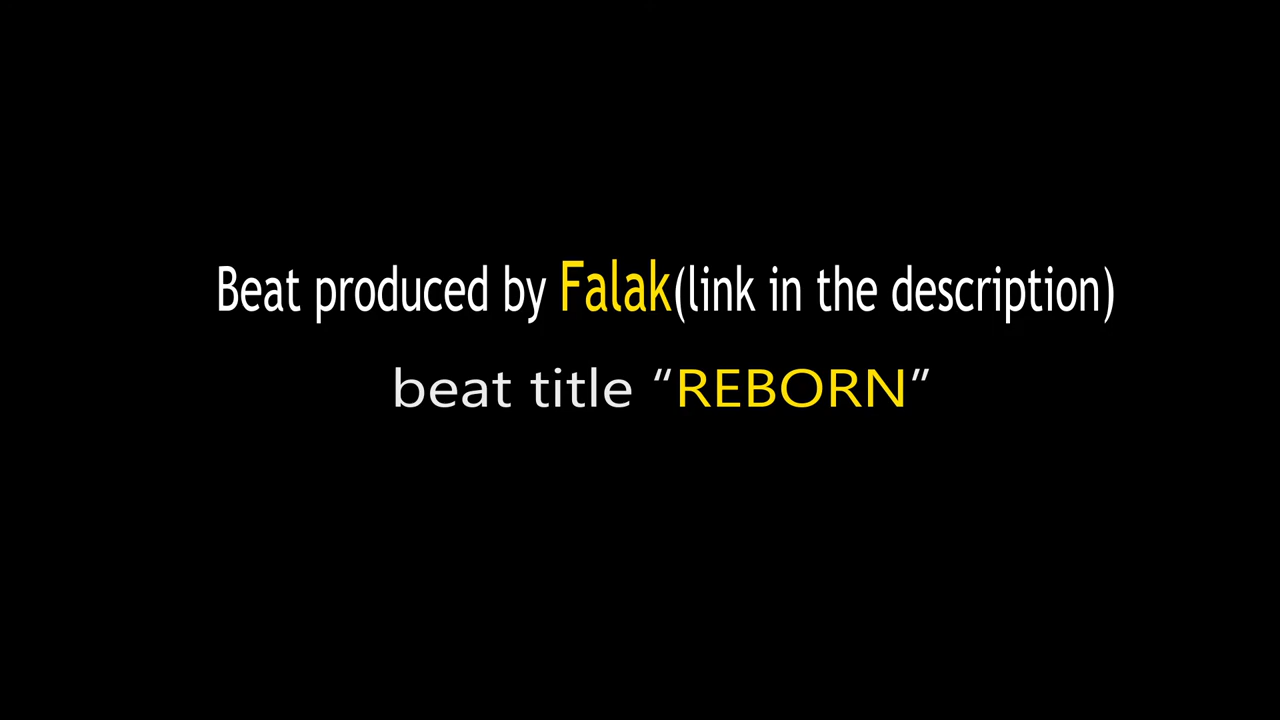 Beat produced by Falak(link in the description)
beat title “REBORN”